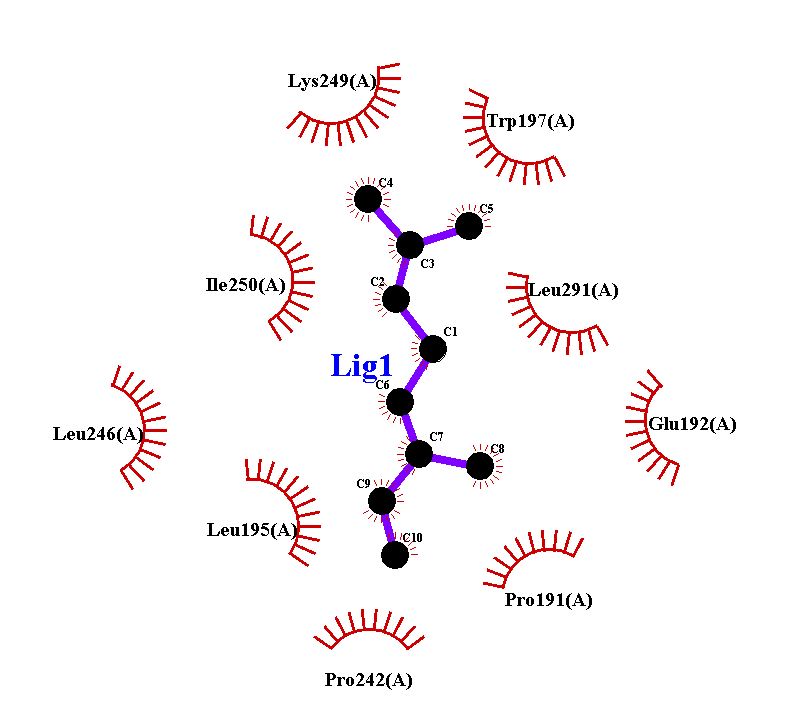 Lys249(A)
Trp197(A)
C4
C5
C3
Ile250(A)
C2
Leu291(A)
C1
Lig1
C6
Leu246(A)
Glu192(A)
C7
C8
C9
Leu195(A)
C10
Pro191(A)
Pro242(A)